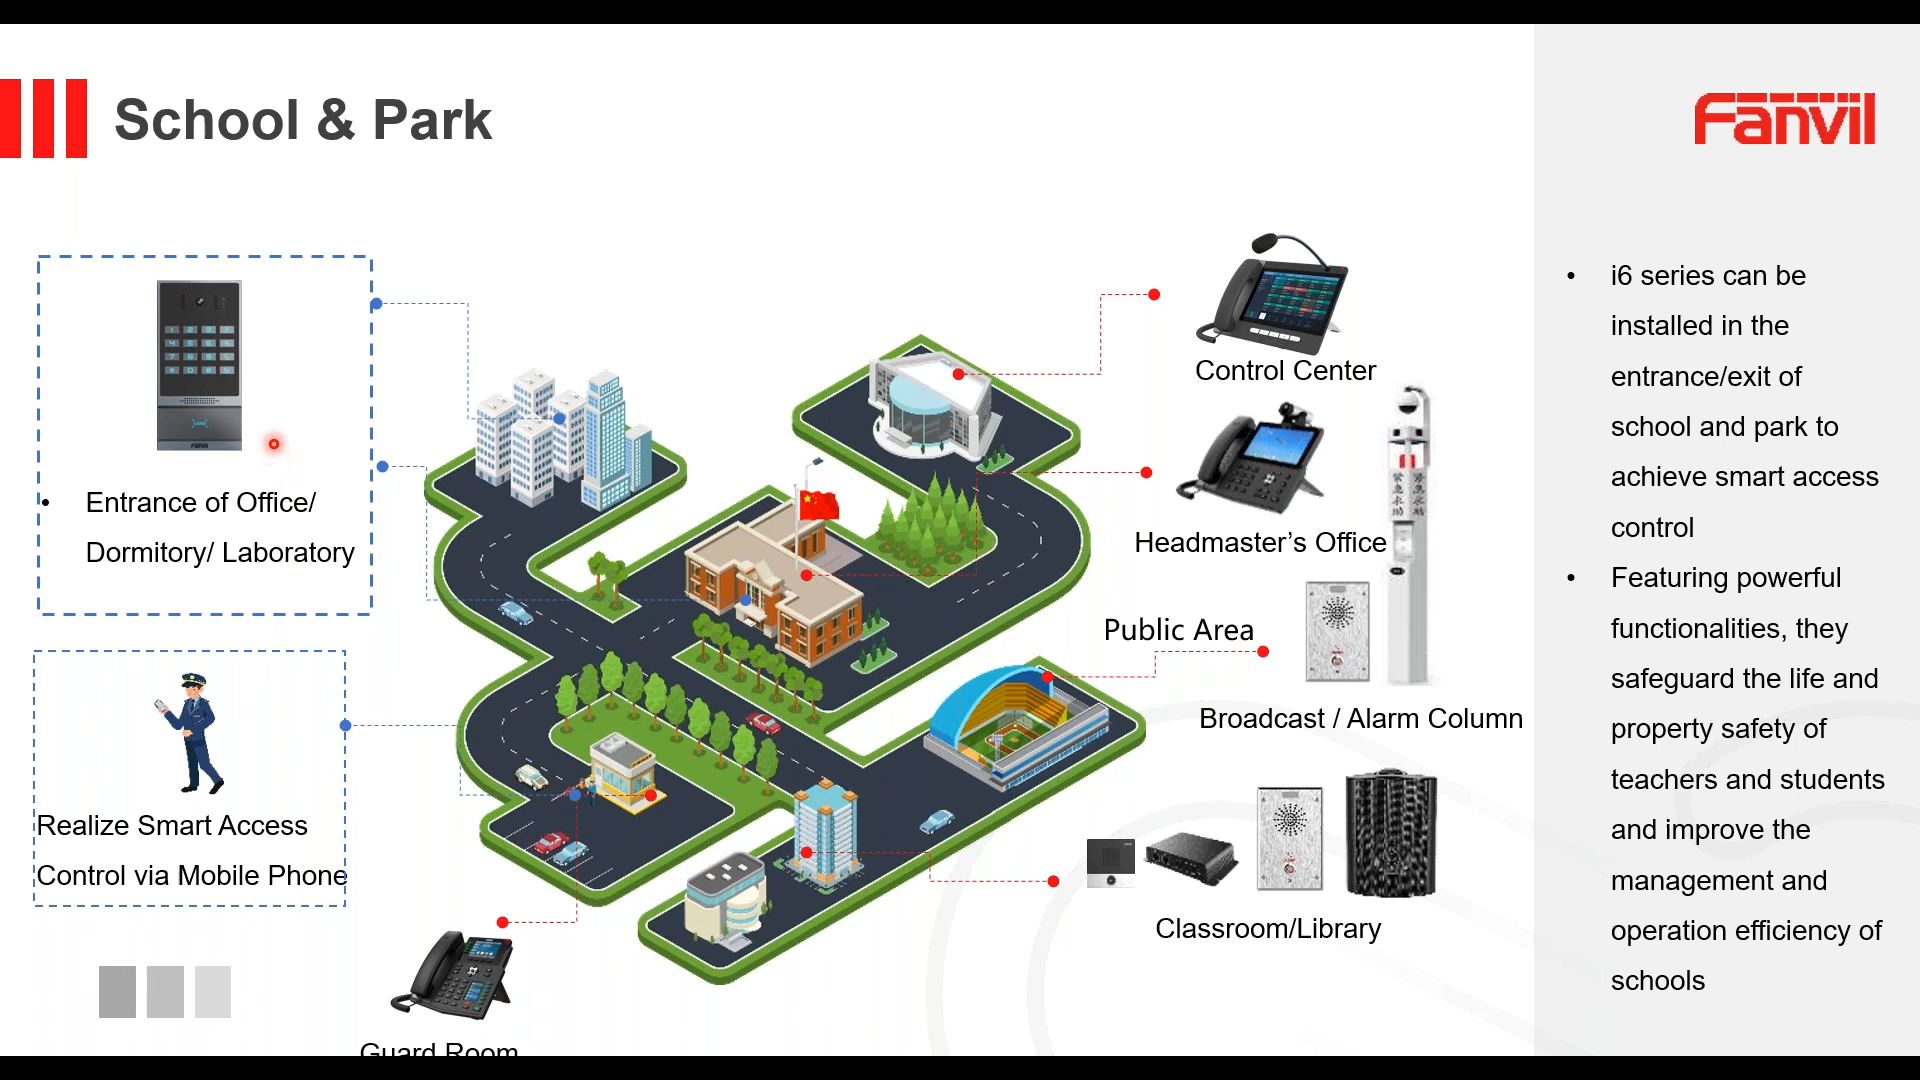 School & Park
Fanvil
Entrance of Office/
Dormitory/ Laboratory
Realize Smart Access
Control via Mobile Phone
Guard Room
Control Center
Headmaster’s Office
Public Area
Broadcast / Alarm Column
Classroom/Library
• i6 series can be
installed in the
entrance/exit of
school and park to
achieve smart access
control
• Featuring powerful
functionalities, they
safeguard the life and
property safety of
teachers and students
and improve the
management and
operation efficiency of
schools